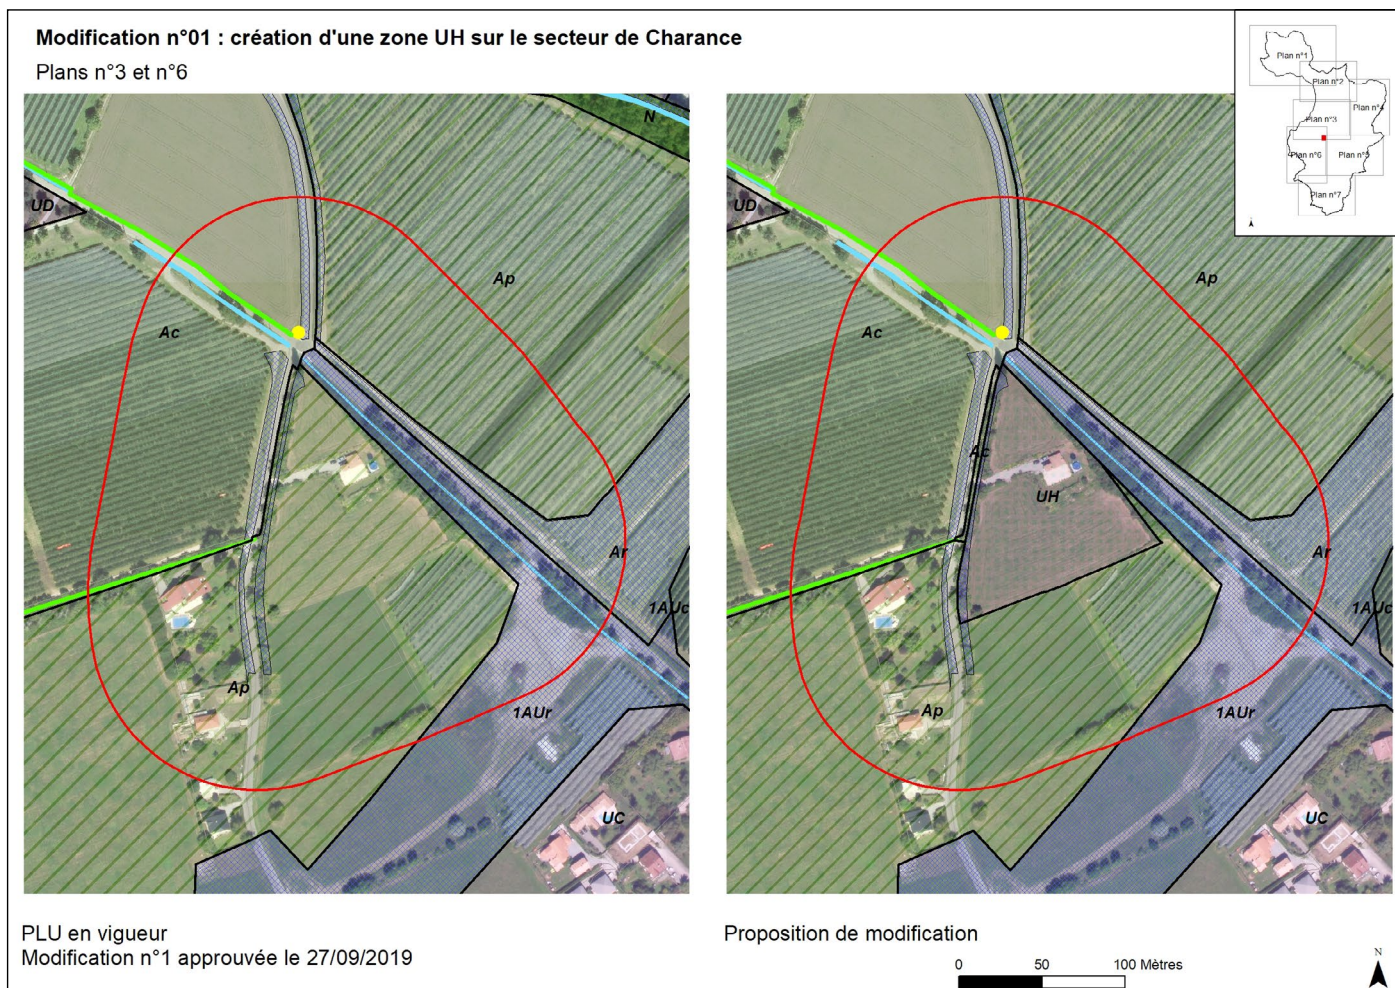 Modification n°01 : création d'une zone UH sur le secteur de Charance
Plans n°3 et n°6
Plan n°1
Plan n°2
Plan n°4
Plan n°3
Plan n°6
Plan n°5
Plan n°7
N
UD
Ap
Ac
Ar
1AUc
Ap
1AUr
UC
UD
Ap
Ac
Ac
UH
Ar
1AUc
Ap
1AUr
UC
PLU en vigueur
Modification n°1 approuvée le 27/09/2019
Proposition de modification
0 50 100 Mètres
N